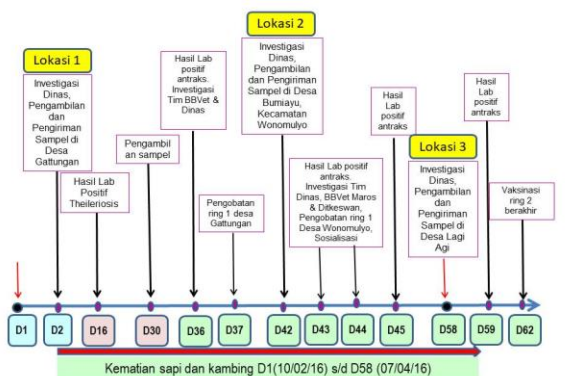 Lokasi 1
Investigasi
Dinas,
Pengambilan
dan
Pengiriman
Sampel di
Desa
Gattungan
Hasil Lab
Positif
Theileriosis
Pengambil
an sampel
Hasil Lab
positif
antraks.
Investigasi
Tim BBVet &
Dinas
Pengobatan
ring 1 desa
Gattungan
Lokasi 2
Investigasi
Dinas,
Pengambilan
dan Pengiriman
Sampel di Desa
Bumiayu,
Kecamatan
Wonomulyo
Hasil Lab positif
antraks.
Investigasi Tim
Dinas, BBVet Maros
& Ditkeswan,
Pengobatan ring 1
Desa Wonomulyo,
Sosialisasi
Hasil
Lab
positif
antraks
Lokasi 3
Investigasi
Dinas,
Pengambilan
dan
Pengiriman
Sampel di
Desa Lagi
Agi
Hasil
Lab
positif
antraks
Vaksinasi
ring 2
berakhir
D1 D2 D16 D30 D36 D37 D42 D43 D44 D45 D58 D59 D62
Kematian sapi dan kambing D1(10/02/16) s/d D58 (07/04/16)